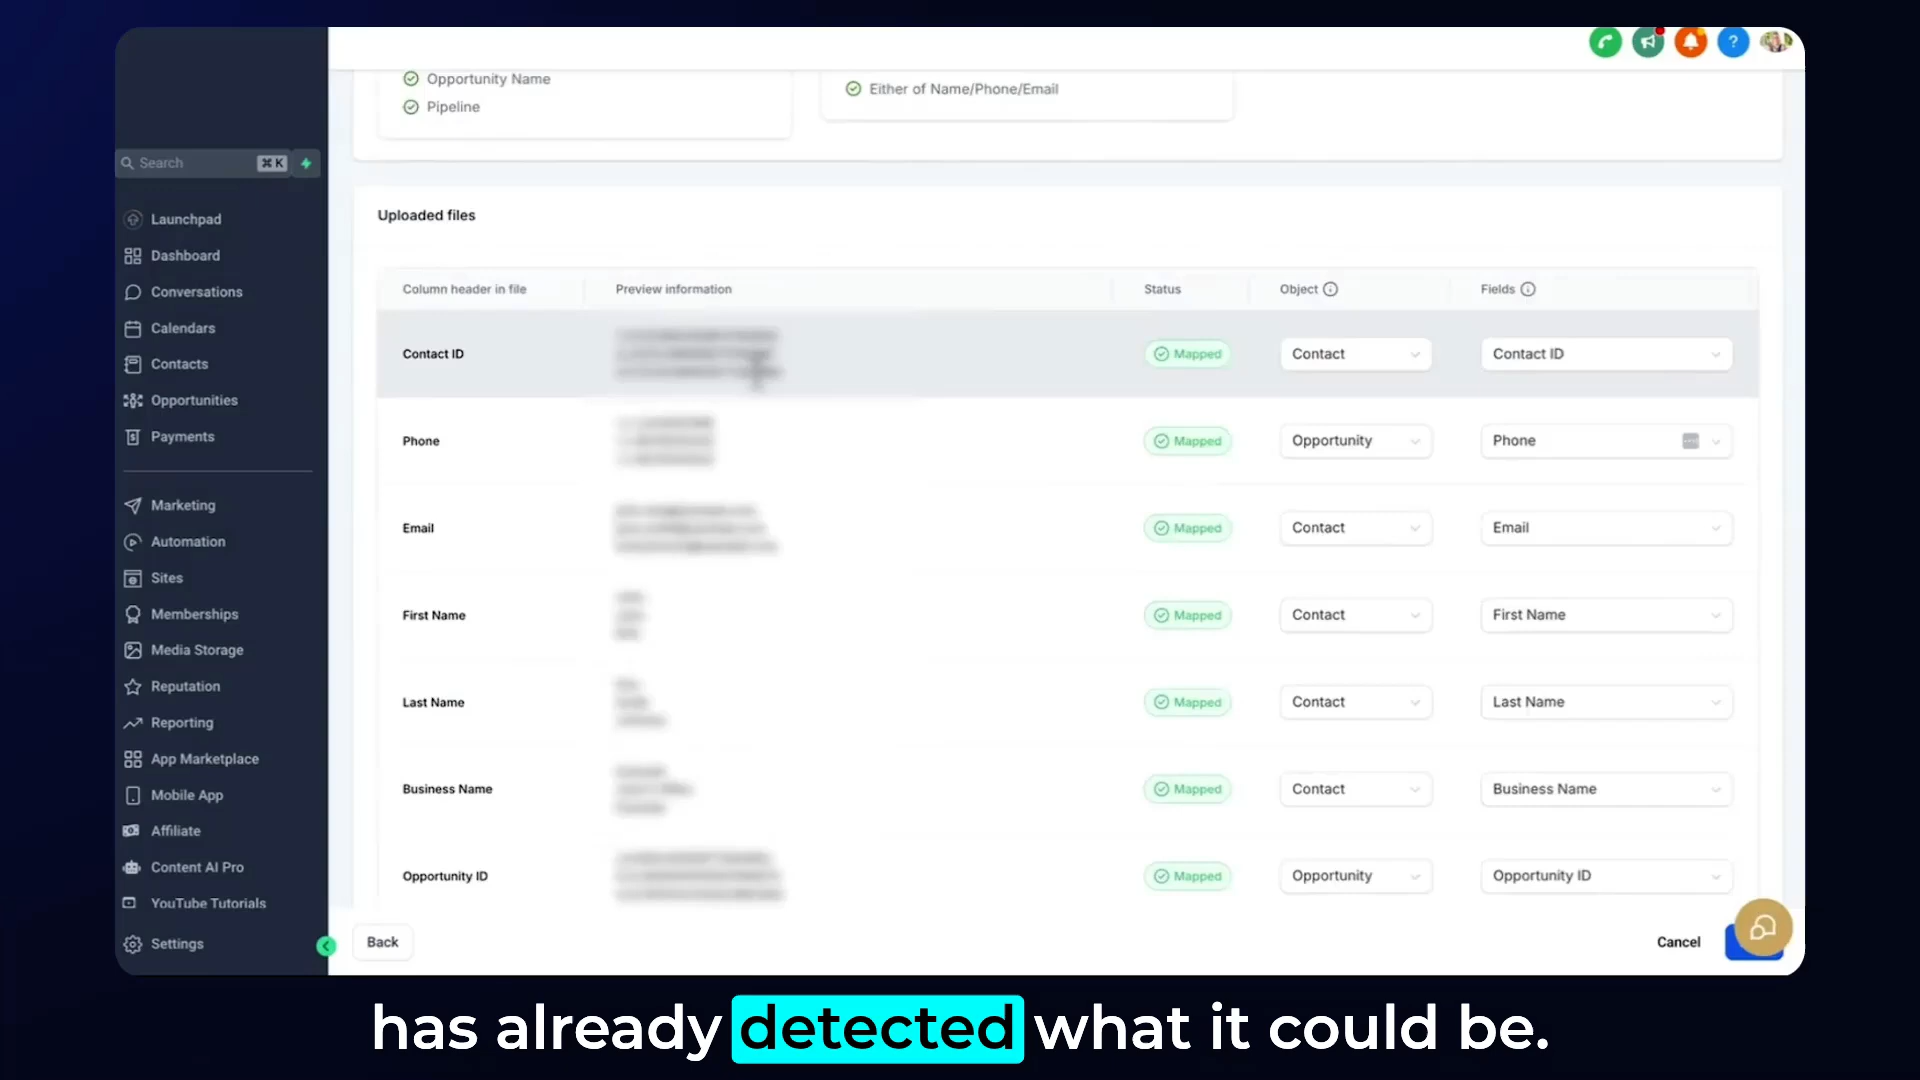 Opportunity Name
Pipeline
Either of Name/Phone/Email
Search ⌘ K
Launchpad
Dashboard
Conversations
Calendars
Contacts
Opportunities
Payments
Marketing
Automation
Sites
Memberships
Media Storage
Reputation
Reporting
App Marketplace
Mobile App
Affiliate
Content AI Pro
YouTube Tutorials
Settings
Uploaded files
Column header in file Preview information Status Object Fields
Contact ID Mapped Contact Contact ID
Phone Mapped Opportunity Phone
Email Mapped Contact Email
First Name Mapped Contact First Name
Last Name Mapped Contact Last Name
Business Name Mapped Contact Business Name
Opportunity ID Mapped Opportunity Opportunity ID
Back Cancel
has already detected what it could be.